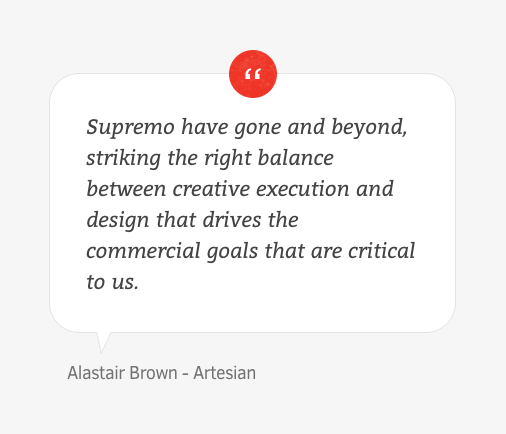 “
Supremo have gone and beyond,
striking the right balance
between creative execution and
design that drives the
commercial goals that are critical
to us.
Alastair Brown - Artesian